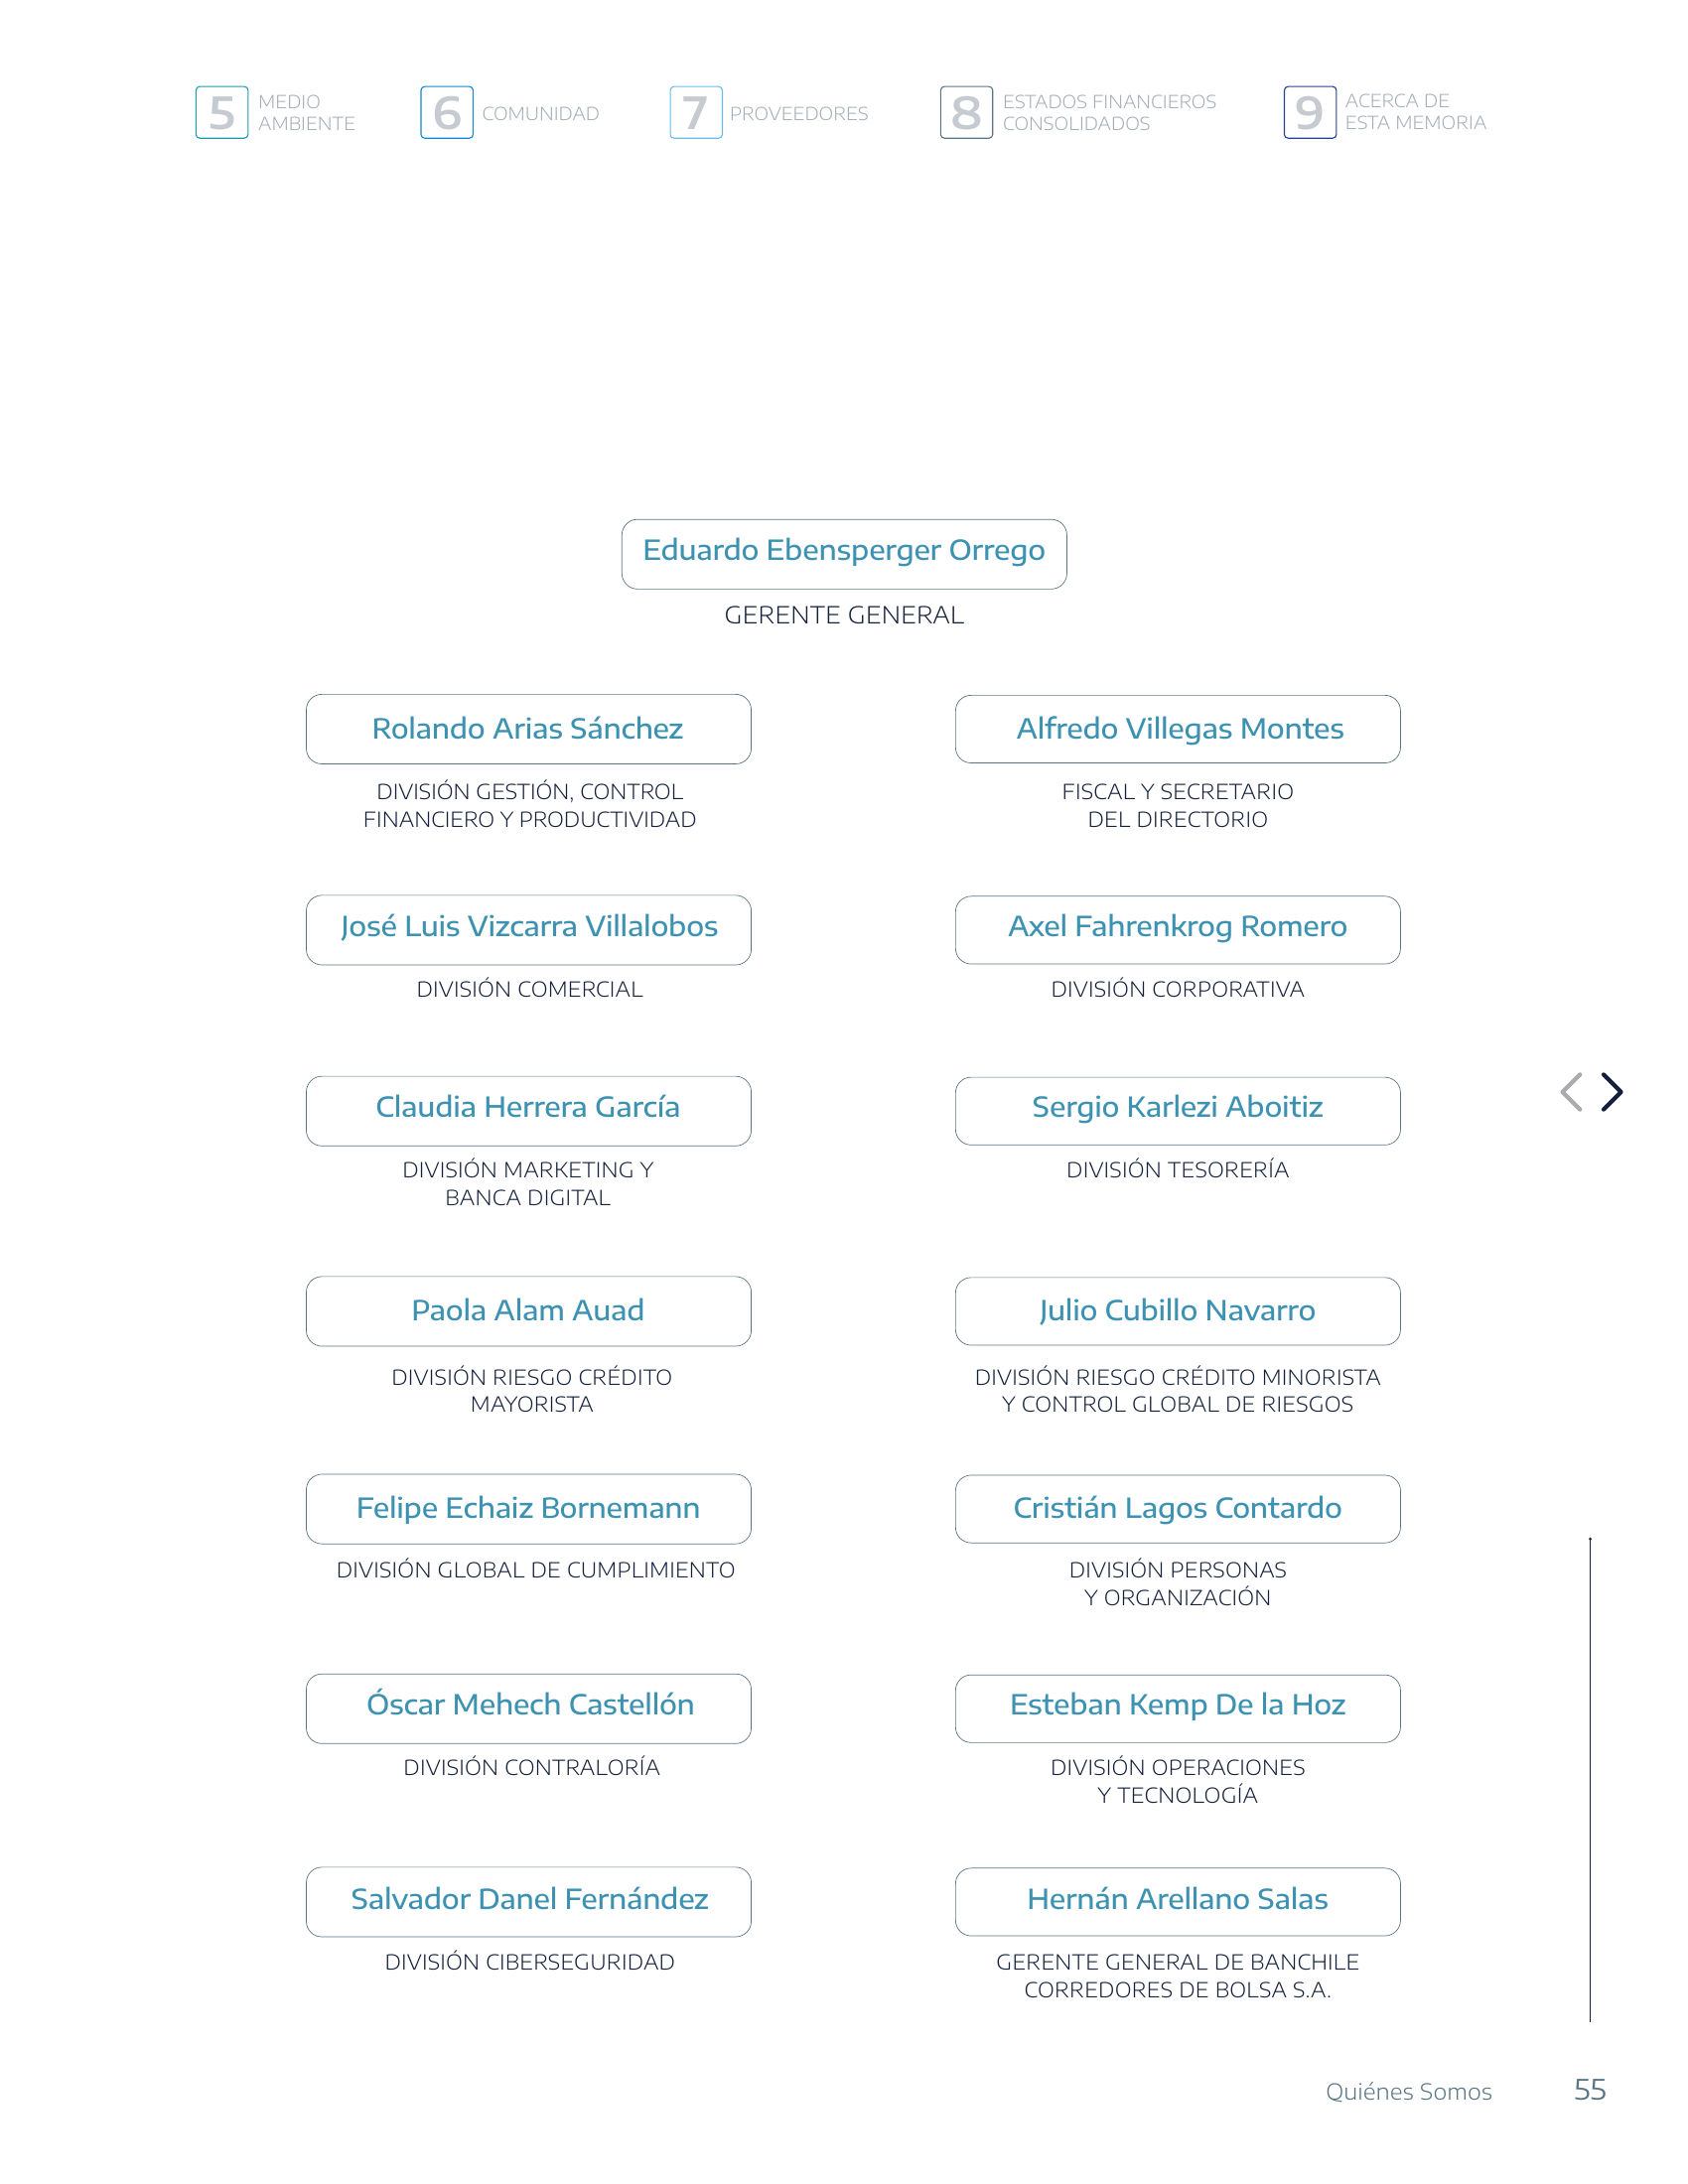 5 MEDIO
AMBIENTE
6 COMUNIDAD
7 PROVEEDORES
8 ESTADOS FINANCIEROS
CONSOLIDADOS
9 ACERCA DE
ESTA MEMORIA
Eduardo Ebensperger Orrego
GERENTE GENERAL
Rolando Arias Sánchez
DIVISIÓN GESTIÓN, CONTROL
FINANCIERO Y PRODUCTIVIDAD
Alfredo Villegas Montes
FISCAL Y SECRETARIO
DEL DIRECTORIO
José Luis Vizcarra Villalobos
DIVISIÓN COMERCIAL
Axel Fahrenkrog Romero
DIVISIÓN CORPORATIVA
Claudia Herrera García
DIVISIÓN MARKETING Y
BANCA DIGITAL
Sergio Karlezi Aboitiz
DIVISIÓN TESORERÍA
Paola Alam Auad
DIVISIÓN RIESGO CRÉDITO
MAYORISTA
Julio Cubillo Navarro
DIVISIÓN RIESGO CRÉDITO MINORISTA
Y CONTROL GLOBAL DE RIESGOS
Felipe Echaiz Bornemann
DIVISIÓN GLOBAL DE CUMPLIMIENTO
Cristián Lagos Contardo
DIVISIÓN PERSONAS
Y ORGANIZACIÓN
Óscar Mehech Castellón
DIVISIÓN CONTRALORÍA
Esteban Kemp De la Hoz
DIVISIÓN OPERACIONES
Y TECNOLOGÍA
Salvador Danel Fernández
DIVISIÓN CIBERSEGURIDAD
Hernán Arellano Salas
GERENTE GENERAL DE BANCHILE
CORREDORES DE BOLSA S.A.
Quiénes Somos 55